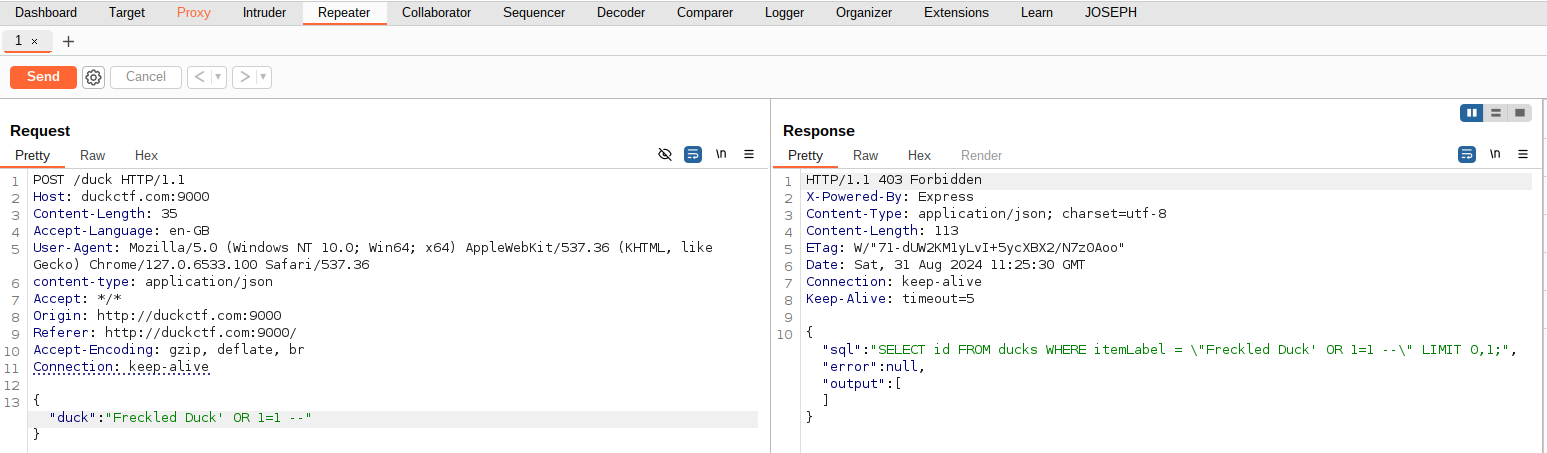 Dashboard Target Proxy Intruder Repeater Collaborator Sequencer Decoder Comparer Logger Organizer Extensions Learn JOSEPH
1 × +
Send Cancel < ▾ > ▾
Request
Pretty Raw Hex \n
1 POST /duck HTTP/1.1
2 Host: duckctf.com:9000
3 Content-Length: 35
4 Accept-Language: en-GB
5 User-Agent: Mozilla/5.0 (Windows NT 10.0; Win64; x64) AppleWebKit/537.36 (KHTML, like
Gecko) Chrome/127.0.6533.100 Safari/537.36
6 content-type: application/json
7 Accept: */*
8 Origin: http://duckctf.com:9000
9 Referer: http://duckctf.com:9000/
10 Accept-Encoding: gzip, deflate, br
11 Connection: keep-alive
12
13 {
"duck":"Freckled Duck' OR 1=1 --"
}
Response
Pretty Raw Hex Render \n
1 HTTP/1.1 403 Forbidden
2 X-Powered-By: Express
3 Content-Type: application/json; charset=utf-8
4 Content-Length: 113
5 ETag: W/"71-dUW2KM1yLvI+5ycXBX2/N7z0Aoo"
6 Date: Sat, 31 Aug 2024 11:25:30 GMT
7 Connection: keep-alive
8 Keep-Alive: timeout=5
9
10 {
"sql":"SELECT id FROM ducks WHERE itemLabel = \"Freckled Duck' OR 1=1 --\" LIMIT 0,1;",
"error":null,
"output":[
]
}